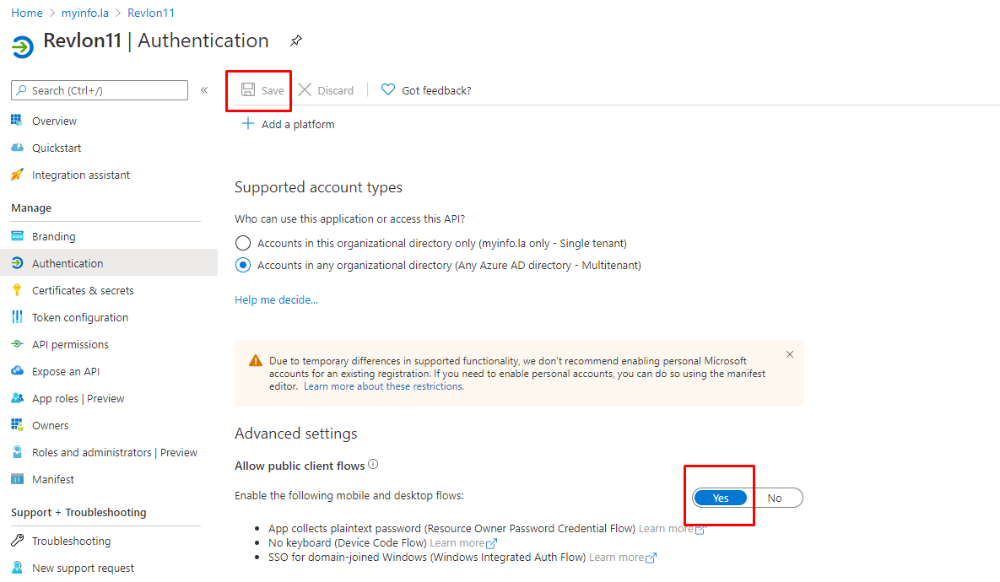 Home > myinfo.la > Revlon11
Revlon11 | Authentication
Search (Ctrl+/)
«
Save
Discard
Got feedback?
Add a platform
Overview
Quickstart
Integration assistant
Manage
Branding
Authentication
Certificates & secrets
Token configuration
API permissions
Expose an API
App roles | Preview
Owners
Roles and administrators | Preview
Manifest
Support + Troubleshooting
Troubleshooting
New support request
Supported account types
Who can use this application or access this API?
Accounts in this organizational directory only (myinfo.la only - Single tenant)
Accounts in any organizational directory (Any Azure AD directory - Multitenant)
Help me decide...
Due to temporary differences in supported functionality, we don't recommend enabling personal Microsoft
accounts for an existing registration. If you need to enable personal accounts, you can do so using the manifest
editor. Learn more about these restrictions.
Advanced settings
Allow public client flows
Enable the following mobile and desktop flows:
Yes
No
• App collects plaintext password (Resource Owner Password Credential Flow) Learn more
• No keyboard (Device Code Flow) Learn more
• SSO for domain-joined Windows (Windows Integrated Auth Flow) Learn more